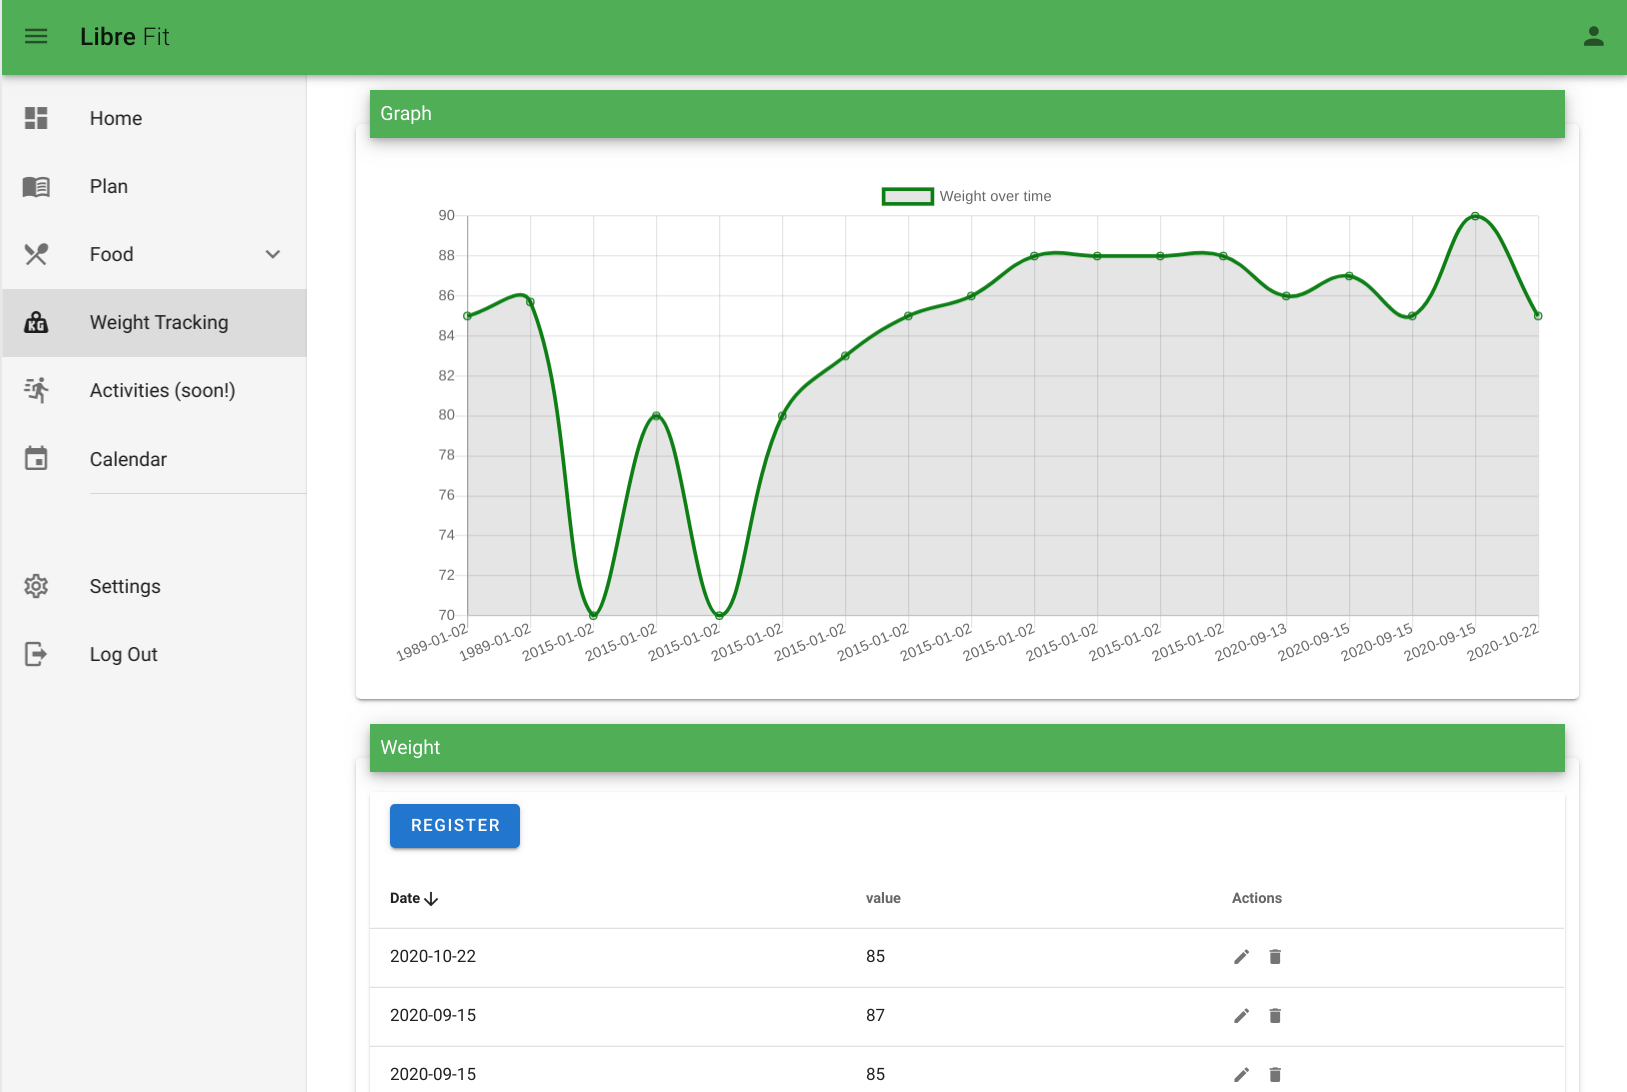 Libre Fit
Home
Plan
Food
KG
Weight Tracking
Activities (soon!)
Calendar
Settings
Log Out
Graph
Weight over time
90
88
86
84
82
80
78
76
74
72
70
1989-01-02
1989-01-02
2015-01-02
2015-01-02
2015-01-02
2015-01-02
2015-01-02
2015-01-02
2015-01-02
2015-01-02
2015-01-02
2015-01-02
2015-01-02
2020-09-13
2020-09-15
2020-09-15
2020-09-15
2020-10-22
Weight
REGISTER
Date value Actions
2020-10-22 85
2020-09-15 87
2020-09-15 85